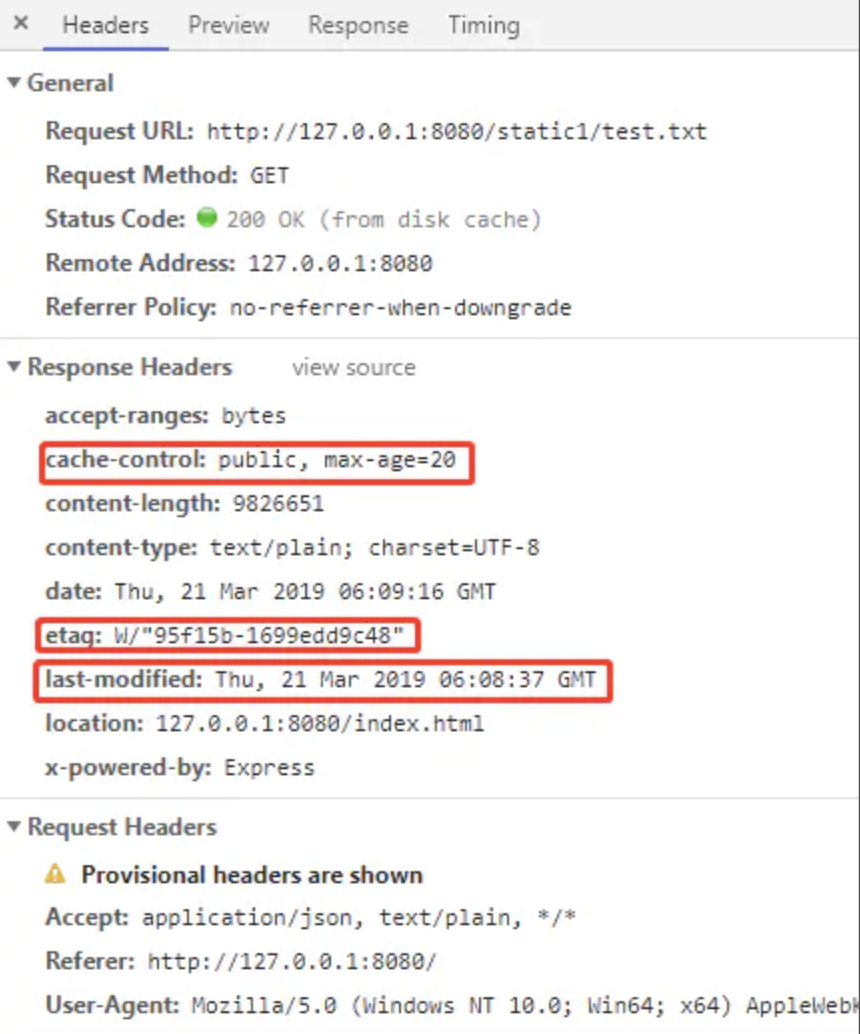 × Headers Preview Response Timing
▼ General
Request URL: http://127.0.0.1:8080/static1/test.txt
Request Method: GET
Status Code: 200 OK (from disk cache)
Remote Address: 127.0.0.1:8080
Referrer Policy: no-referrer-when-downgrade
▼ Response Headers view source
accept-ranges: bytes
cache-control: public, max-age=20
content-length: 9826651
content-type: text/plain; charset=UTF-8
date: Thu, 21 Mar 2019 06:09:16 GMT
etag: W/"95f15b-1699edd9c48"
last-modified: Thu, 21 Mar 2019 06:08:37 GMT
location: 127.0.0.1:8080/index.html
x-powered-by: Express
▼ Request Headers
Provisional headers are shown
Accept: application/json, text/plain, */*
Referer: http://127.0.0.1:8080/
User-Agent: Mozilla/5.0 (Windows NT 10.0; Win64; x64) AppleWebK